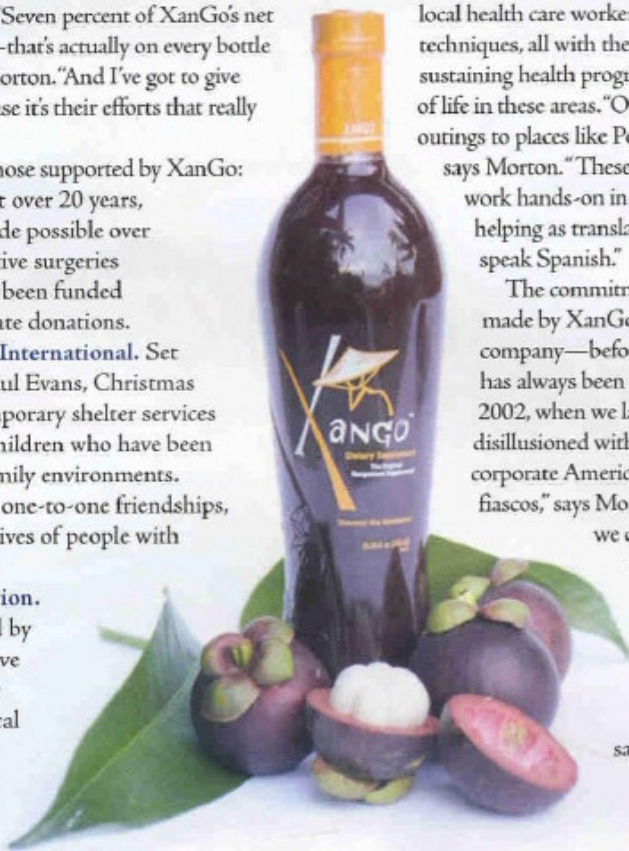 "Seven percent of XanGo's net
—that's actually on every bottle
orton. "And I've got to give
se it's their efforts that really
hose supported by XanGo:
t over 20 years,
de possible over
ive surgeries
been funded
te donations.
International. Set
ul Evans, Christmas
porary shelter services
hildren who have been
mily environments.
one-to-one friendships,
ives of people with
ion.
l by
ve
cal
XANGO
Dietary Supplement
The Original
local health care worker
techniques, all with the
sustaining health progr
of life in these areas. "O
outings to places like Pe
says Morton. "These
work hands-on in
helping as transla
speak Spanish."
The commitm
made by XanGo
company—befo
has always been
2002, when we la
disillusioned with
corporate Americ
fiascos," says Mo
we c
sa